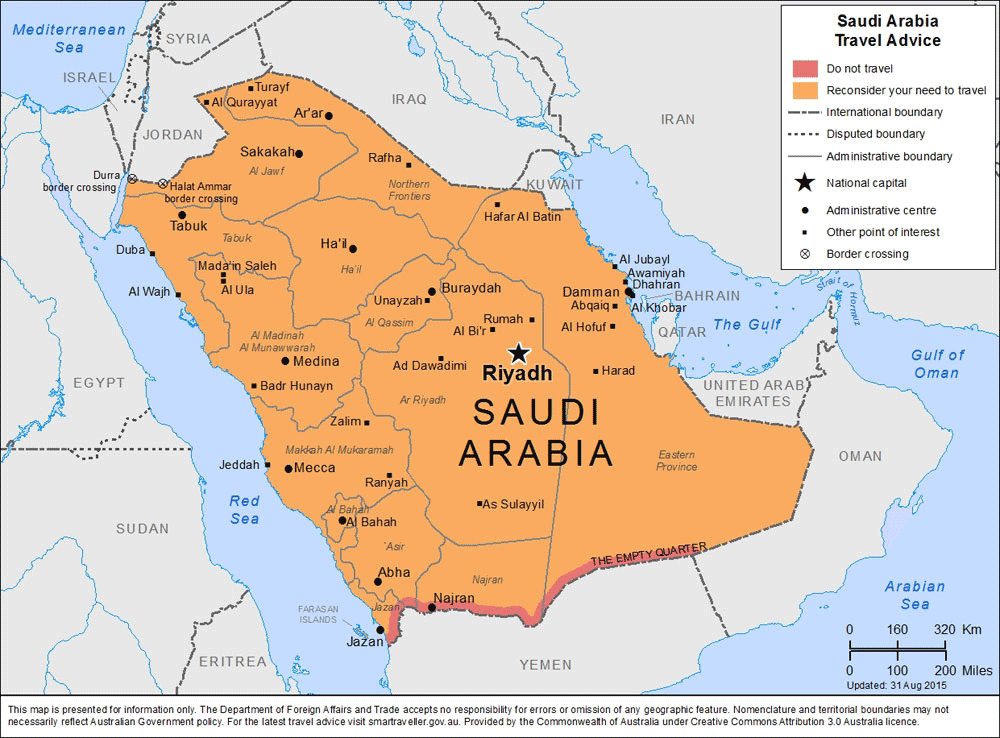 Saudi Arabia
Travel Advice
Do not travel
Reconsider your need to travel
International boundary
Disputed boundary
Administrative boundary
National capital
Administrative centre
Other point of interest
Border crossing
Mediterranean
Sea
SYRIA
ISRAEL
JORDAN
IRAQ
IRAN
KUWAIT
Turayf
Al Qurayyat
Ar'ar
Sakakah
Al Jawf
Rafha
Northern
Frontiers
Durra
border crossing
Halat Ammar
border crossing
Tabuk
Tabuk
Hafar Al Batin
Duba
Ha'il
Ha'il
Mada'in Saleh
Al Ula
Al Wajh
Buraydah
Unayzah
Al Qassim
Rumah
Al Bi'r
Al Jubayl
Awamiyah
Dhahran
Damman
Abqaiq
Al Khobar
Al Hofuf
BAHRAIN
QATAR
The Gulf
Strait of Hormuz
Gulf of
Oman
Al Madinah
Al Munawwarah
Medina
Ad Dawadimi
Riyadh
Harad
EGYPT
Badr Hunayn
Ar Riyadh
UNITED ARAB
EMIRATES
SAUDI
ARABIA
Zalim
Makkah Al Mukaramah
Eastern
Province
OMAN
Jeddah
Mecca
Ranyah
Red
Sea
As Sulayyil
SUDAN
Al Bahah
Al Bahah
`Asir
THE EMPTY QUARTER
Abha
Najran
Najran
Jazan
Jazan
FARASAN
ISLANDS
Arabian
Sea
ERITREA
YEMEN
0 160 320 Km
0 100 200 Miles
Updated: 31 Aug 2015
This map is presented for information only. The Department of Foreign Affairs and Trade accepts no responsibility for errors or omission of any geographic feature. Nomenclature and territorial boundaries may not
necessarily reflect Australian Government policy. For the latest travel advice visit smartraveller.gov.au. Provided by the Commonwealth of Australia under Creative Commons Attribution 3.0 Australia licence.